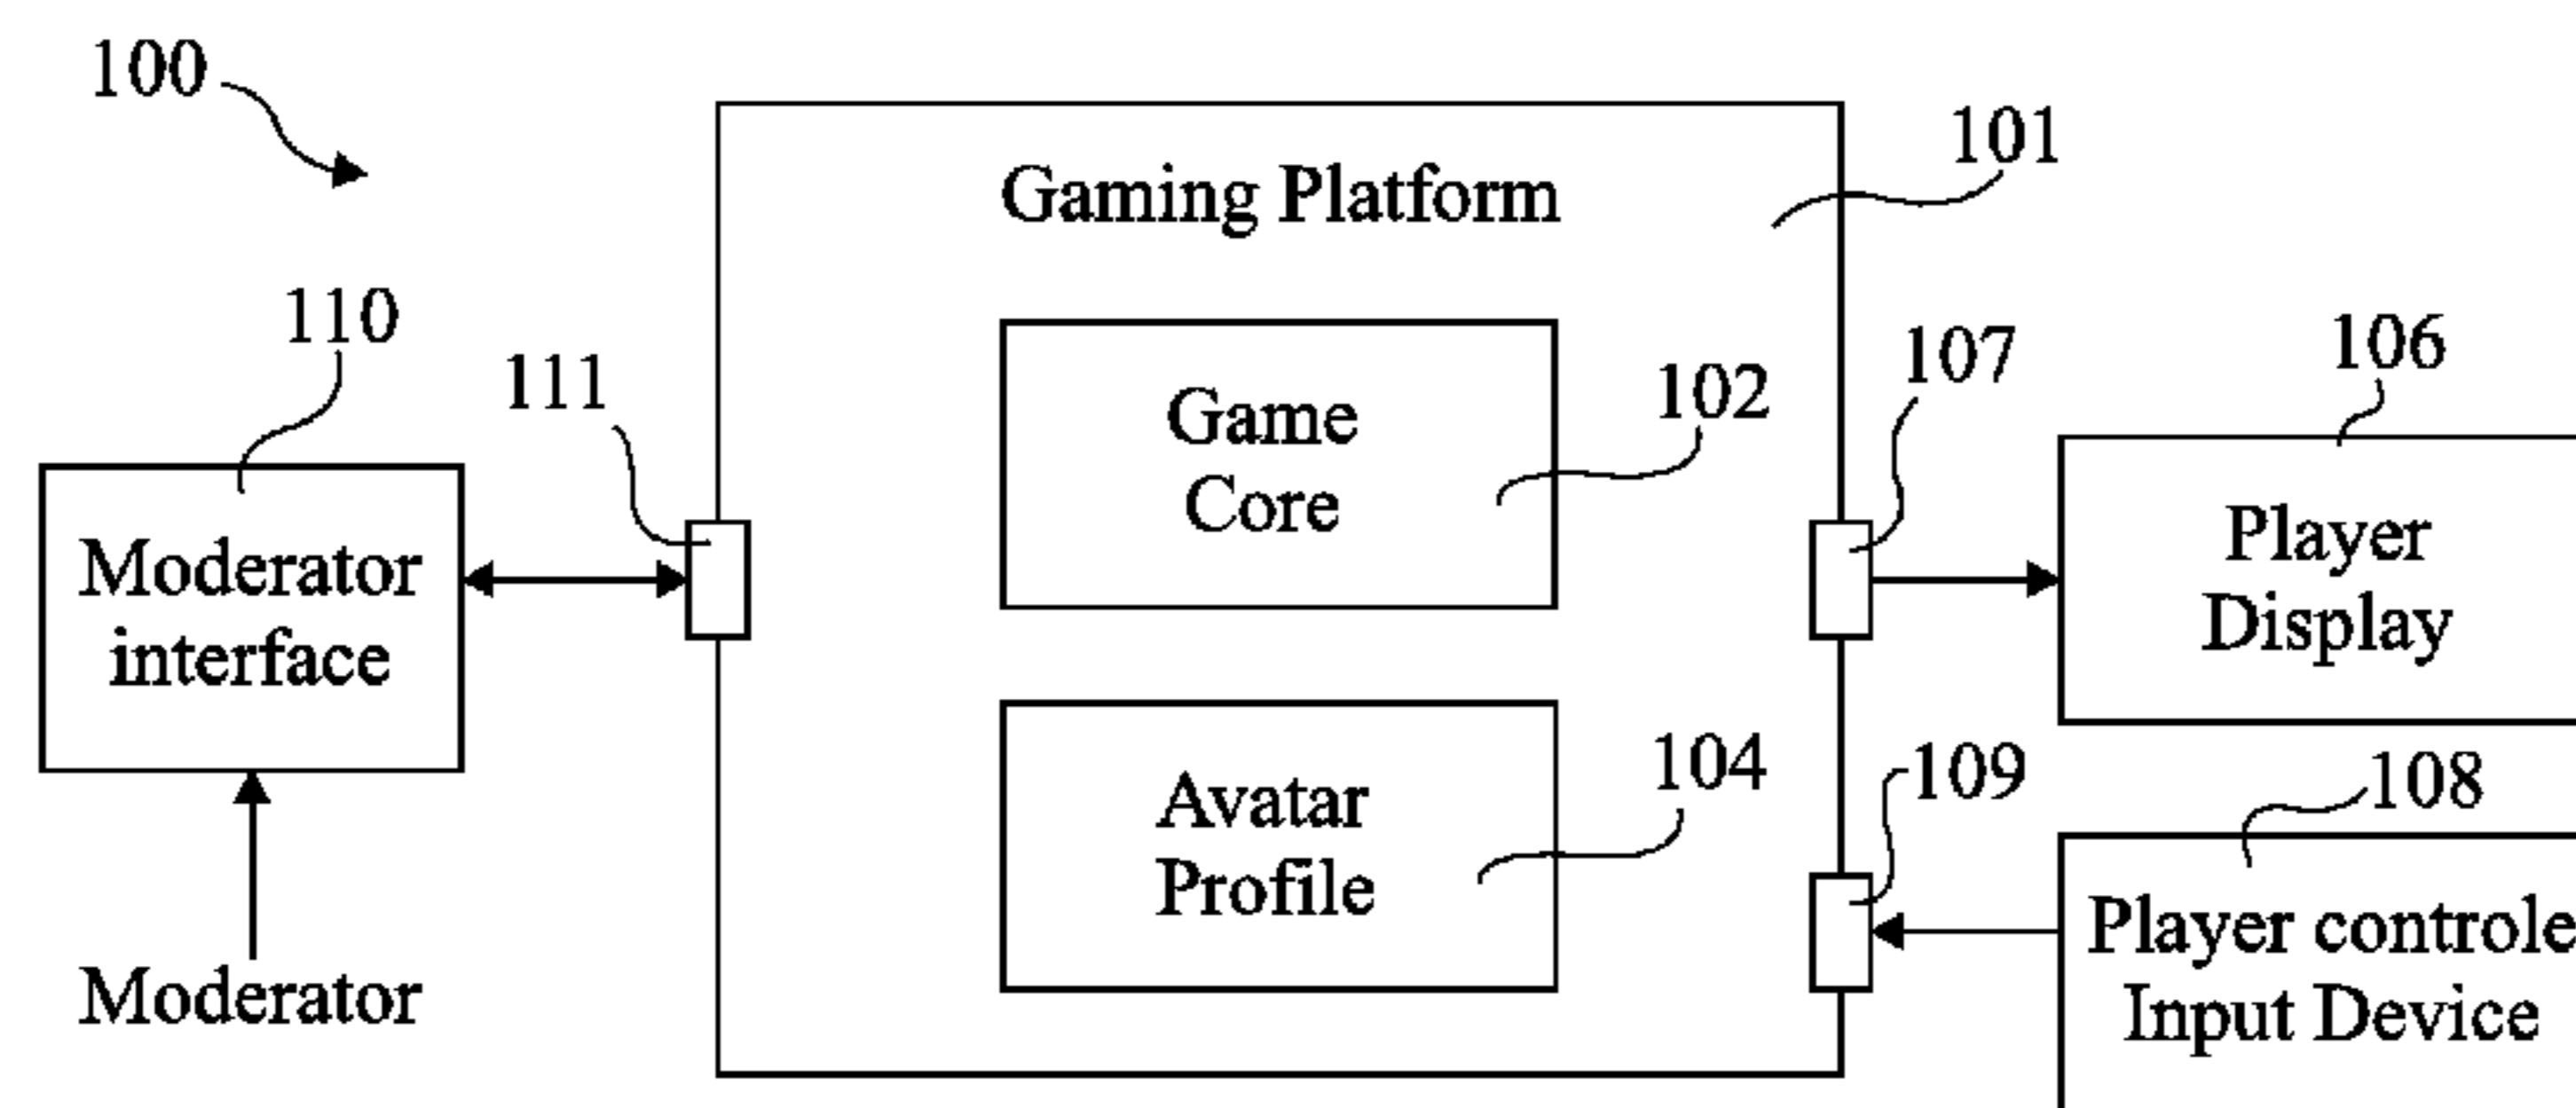 100
101
Gaming Platform
110
111
107
106
102
Game
Core
Moderator
interface
Player
Display
104
109
108
Avatar
Profile
Player controle
Input Device
Moderator